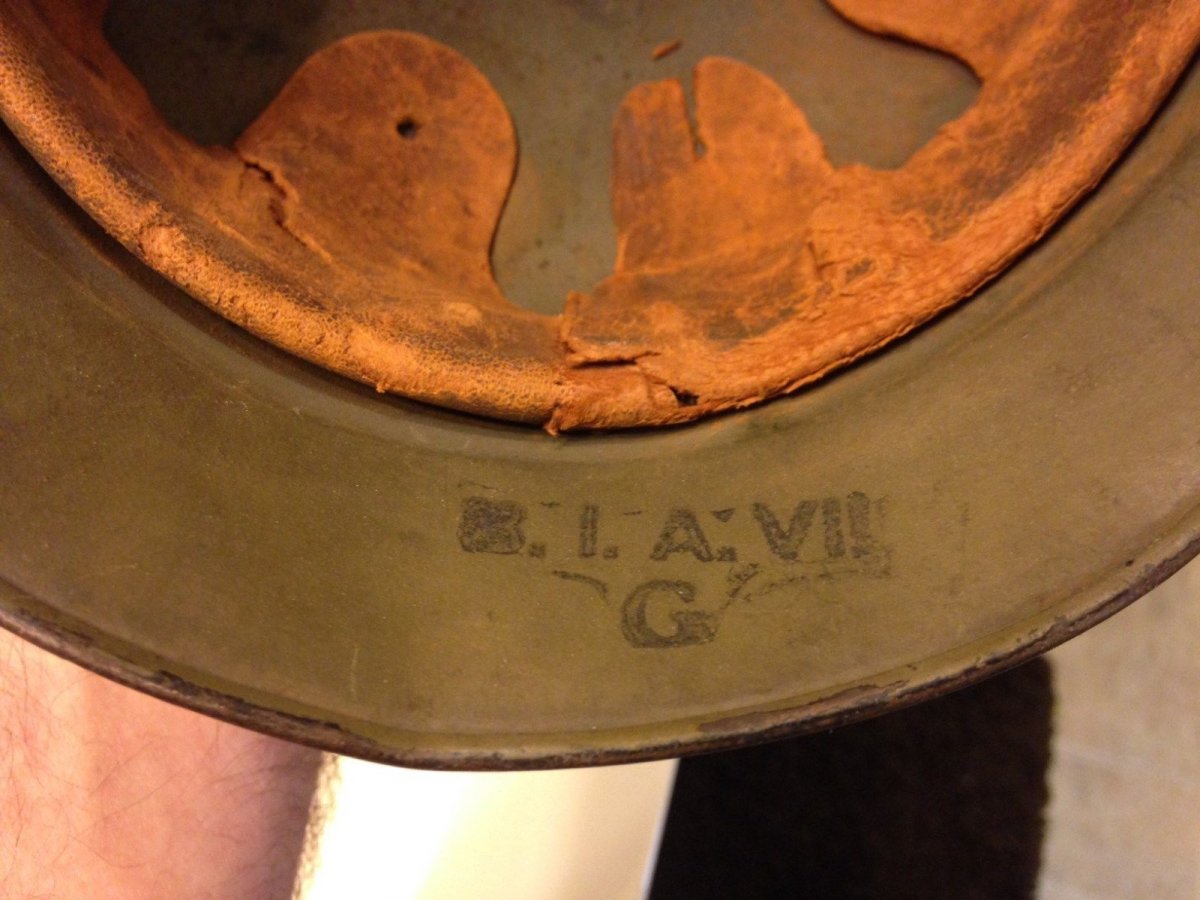 B. I. A. VII
G